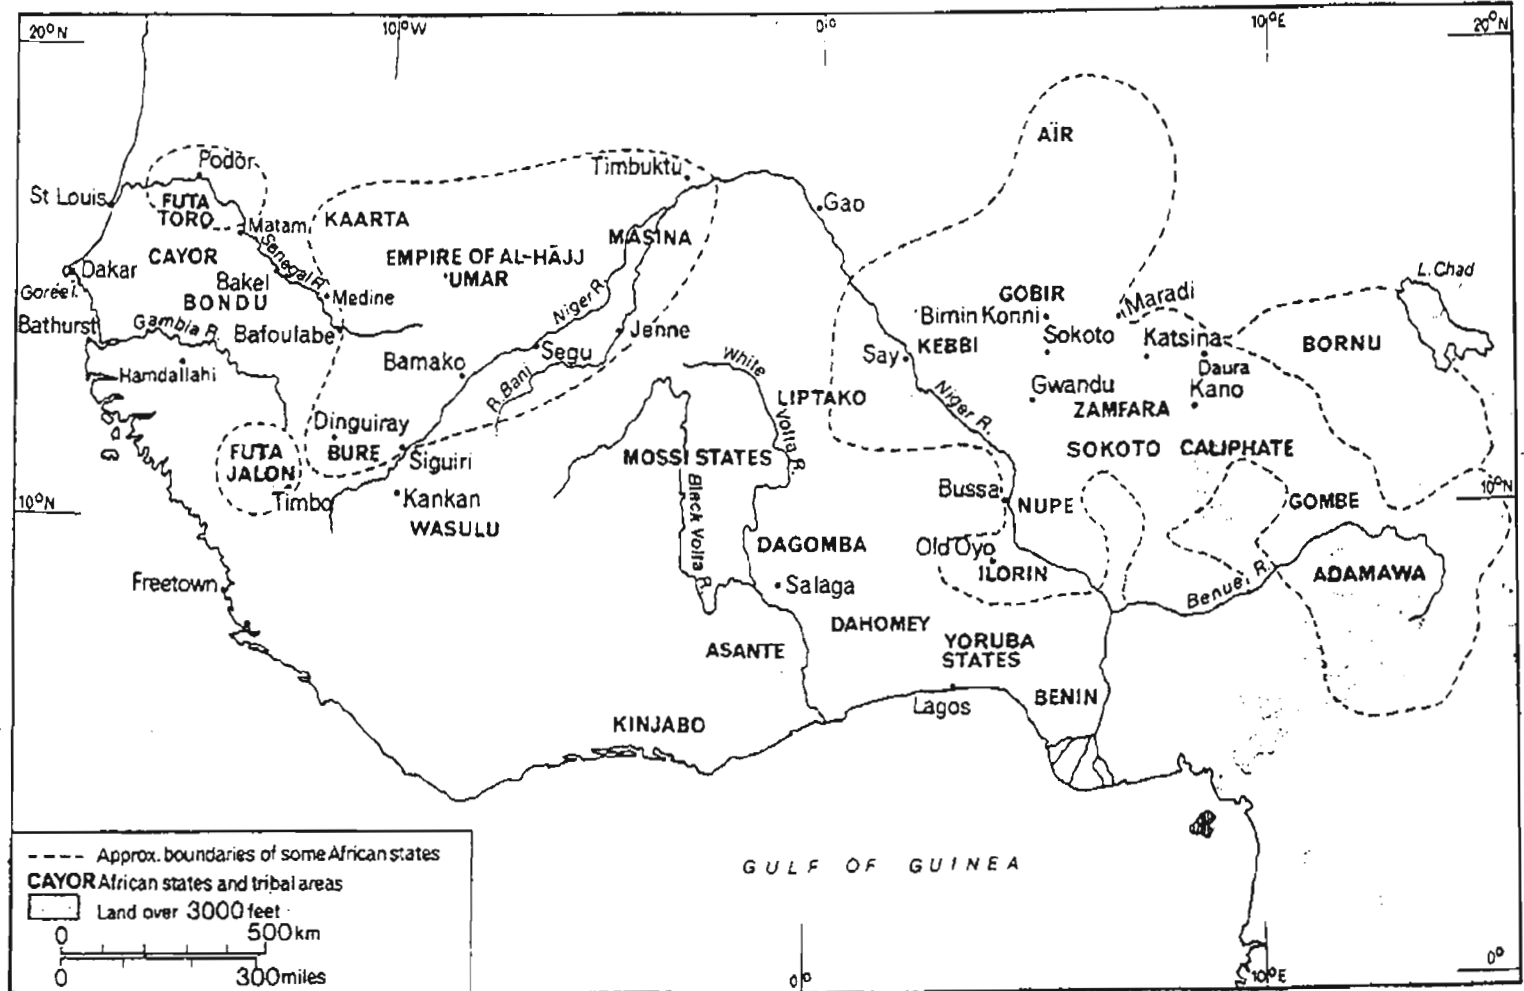 20°N
10°W
0°
10°E
20°N
AÏR
Podor
Timbuktu
St Louis
FUTA
TORO
KAARTA
Gao
Matam
MASINA
Senegal R.
CAYOR
EMPIRE OF AL-HĀJJ
'UMAR
Dakar
Bakel
L. Chad
Gorée I.
BONDU
Medine
Niger R.
GOBIR
Maradi
Bathurst
Gambia R.
Bafoulabe
Jenne
Birnin Konni
Sokoto
Katsina
BORNU
Bamako
Segu
White
Volta R.
Say
KEBBI
Daura
Hamdallahi
R. Bani
LIPTAKO
Niger R.
Gwandu
ZAMFARA
Kano
Dinguiray
FUTA
JALON
BURE
Siguiri
MOSSI STATES
SOKOTO CALIPHATE
Timbo
Kankan
Black Volta R.
Bussa
NUPE
GOMBE
10°N
10°N
WASULU
DAGOMBA
Old Oyo
ILORIN
Freetown
Salaga
Benue R.
ADAMAWA
DAHOMEY
ASANTE
YORUBA
STATES
KINJABO
Lagos
BENIN
GULF OF GUINEA
Approx. boundaries of some African states
CAYOR African states and tribal areas
Land over 3000 feet
0 500 km
0 300 miles
0°
10°E
0°